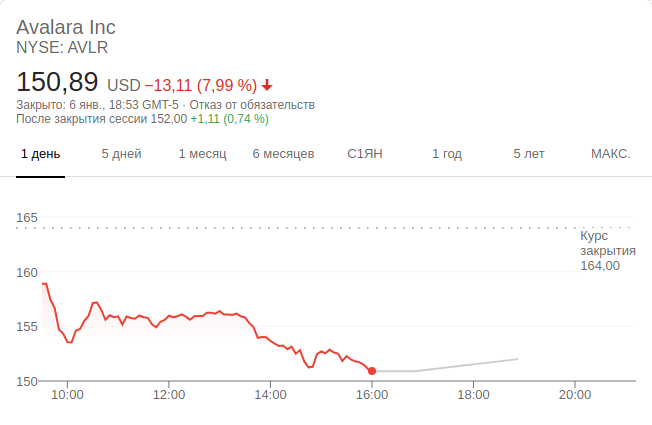 Avalara Inc
NYSE: AVLR
150,89 USD −13,11 (7,99 %)
Закрыто: 6 янв., 18:53 GMT-5 · Отказ от обязательств
После закрытия сессии 152,00 +1,11 (0,74 %)
1 день 5 дней 1 месяц 6 месяцев С1ЯН 1 год 5 лет МАКС.
165
Курс
закрытия
164,00
160
155
150
10:00 12:00 14:00 16:00 18:00 20:00